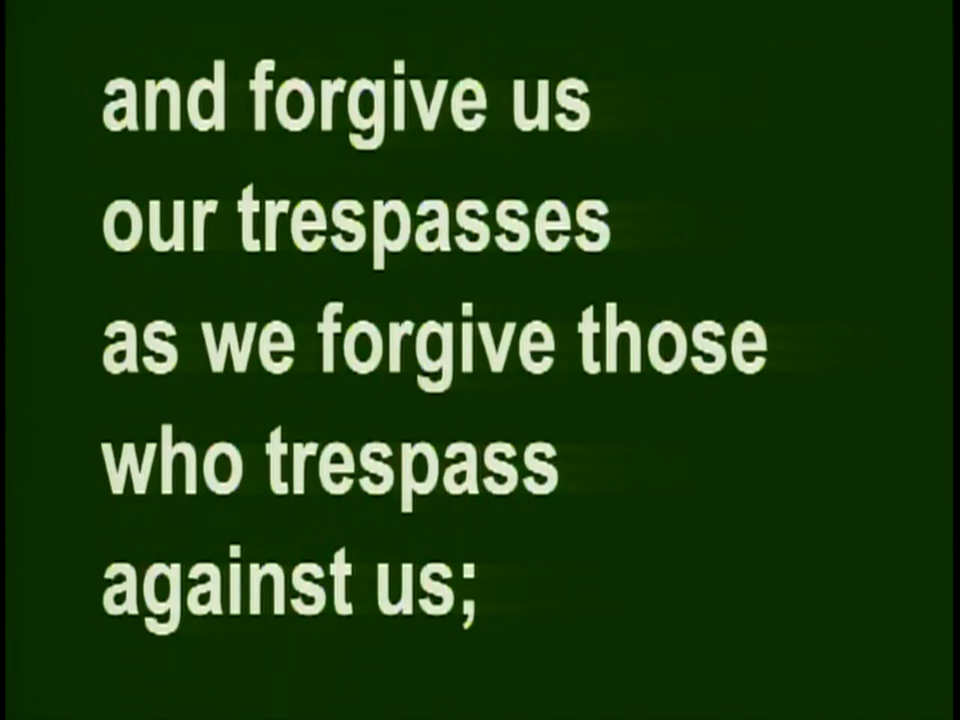 and forgive us
our trespasses
as we forgive those
who trespass
against us;